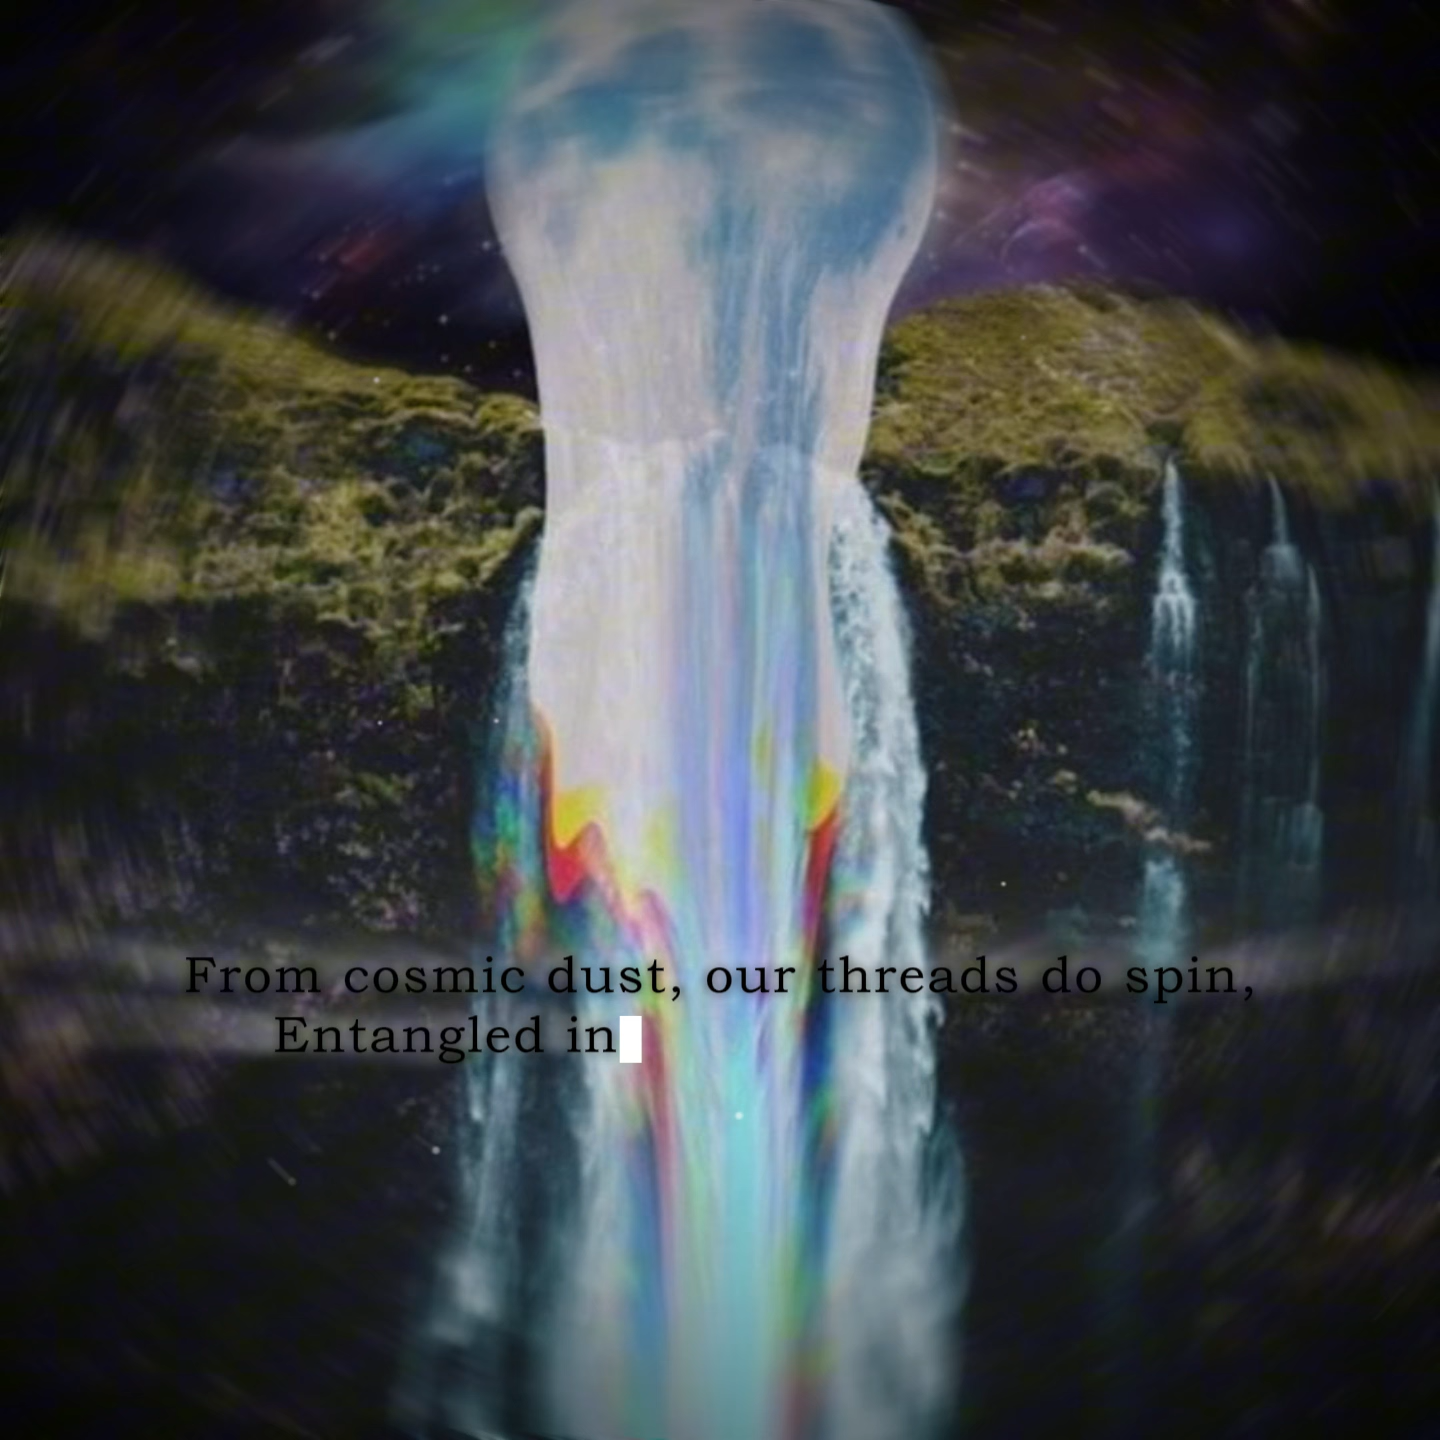 From cosmic dust, our threads do spin,
Entangled in